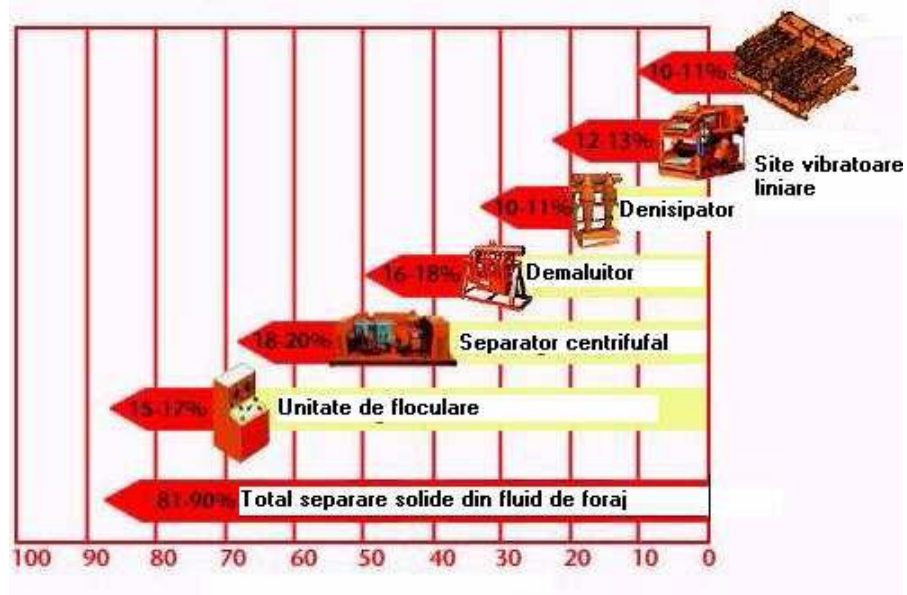 10-11%
12-13%
Site vibratoare
liniare
10-11%
Denisipator
16-18%
Demaluitor
18-20%
Separator centrifufal
15-17%
Unitate de floculare
81-90%
Total separare solide din fluid de foraj
100 90 80 70 60 50 40 30 20 10 0